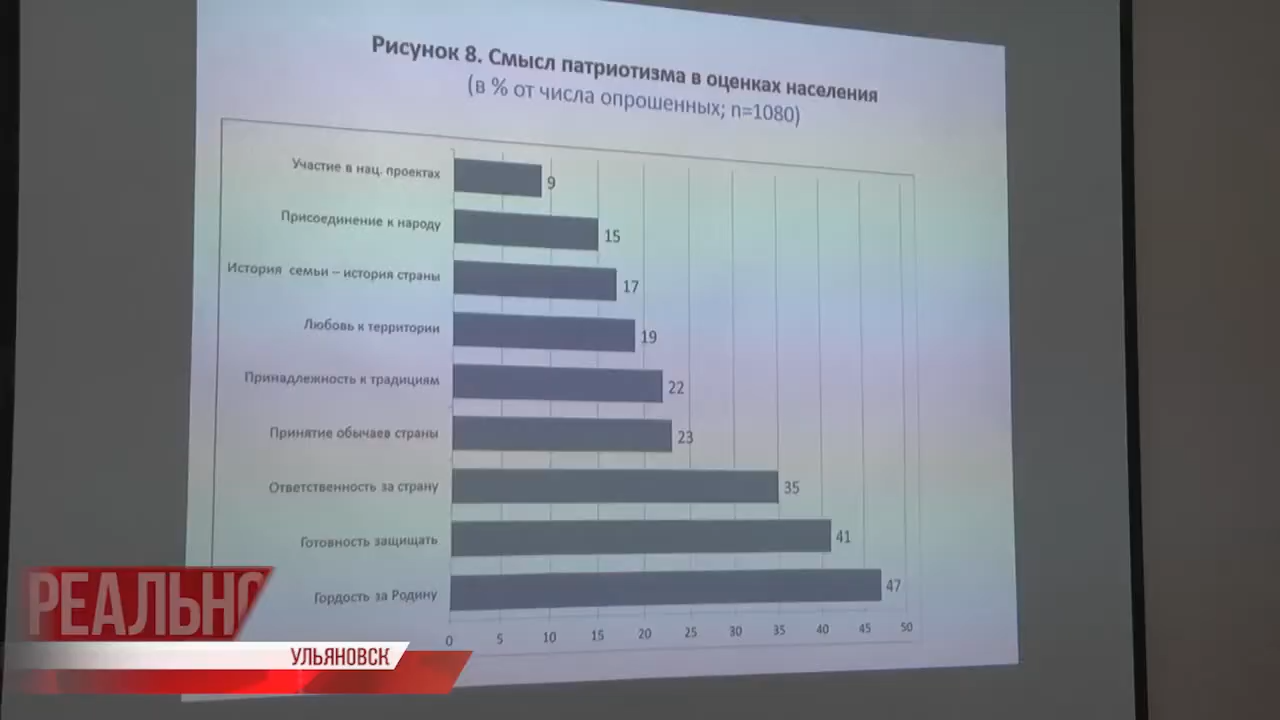 Рисунок 8. Смысл патриотизма в оценках населения
(в % от числа опрошенных; n=1080)
Участие в нац. проектах 9
Присоединение к народу 15
История семьи – история страны 17
Любовь к территории 19
Принадлежность к традициям 22
Принятие обычаев страны 23
Ответственность за страну 35
Готовность защищать 41
Гордость за Родину 47
0 5 10 15 20 25 30 35 40 45 50
РЕАЛЬНО
УЛЬЯНОВСК